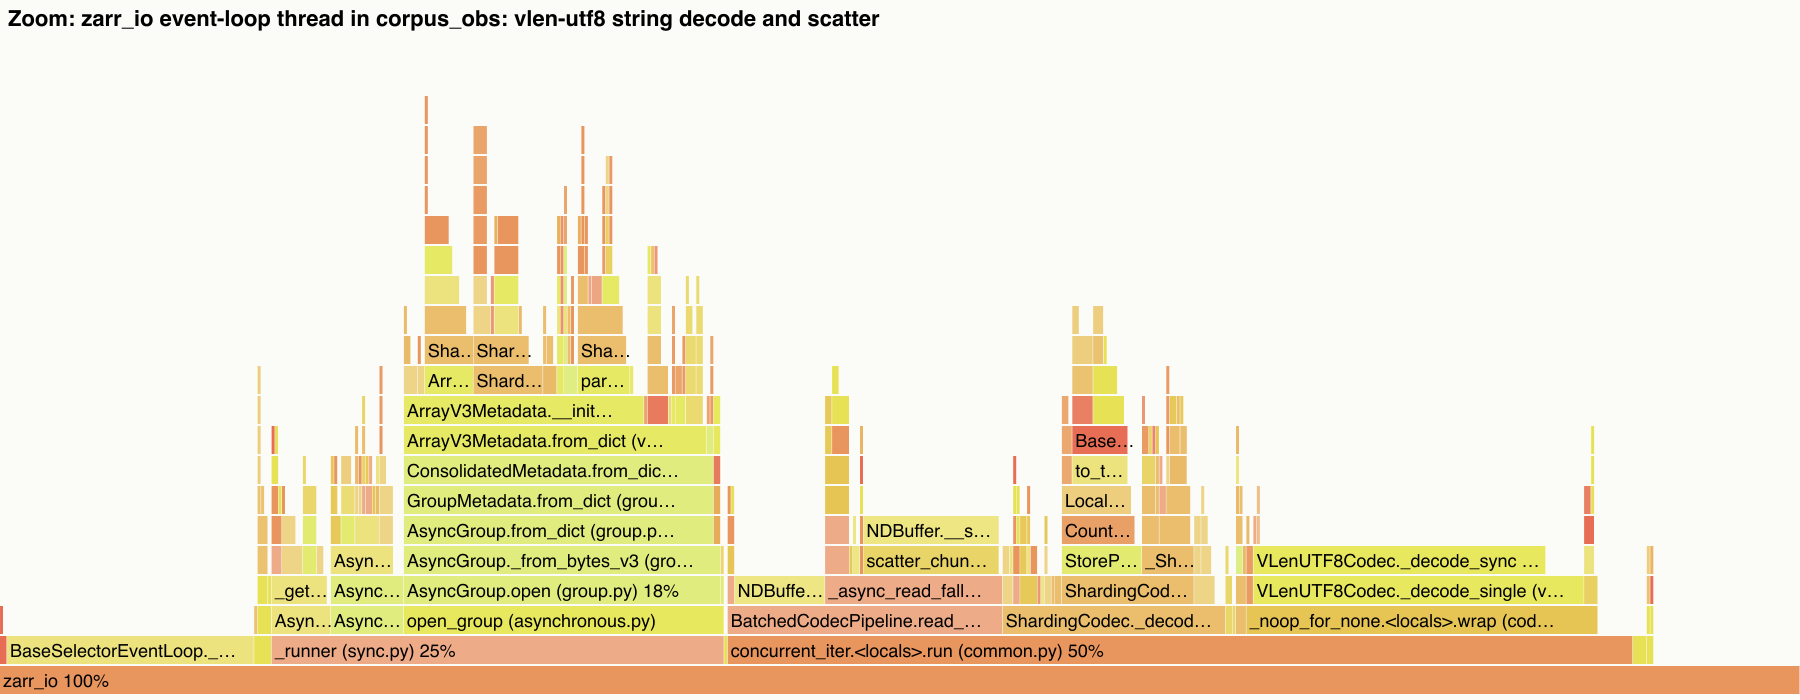 Zoom: zarr_io event-loop thread in corpus_obs: vlen-utf8 string decode and scatter
Sha… Shar… Sha…
Arr… Shard… par…
ArrayV3Metadata.__init…
ArrayV3Metadata.from_dict (v… Base…
ConsolidatedMetadata.from_dic… to_t…
GroupMetadata.from_dict (grou… Local…
AsyncGroup.from_dict (group.p… NDBuffer.__s… Count…
Asyn… AsyncGroup._from_bytes_v3 (gro… scatter_chun… StoreP… _Sh… VLenUTF8Codec._decode_sync …
_get… Async… AsyncGroup.open (group.py) 18% NDBuffe… _async_read_fall… ShardingCod… VLenUTF8Codec._decode_single (v…
Asyn… Async… open_group (asynchronous.py) BatchedCodecPipeline.read_… ShardingCodec._decod… _noop_for_none.<locals>.wrap (cod…
BaseSelectorEventLoop._… _runner (sync.py) 25% concurrent_iter.<locals>.run (common.py) 50%
zarr_io 100%